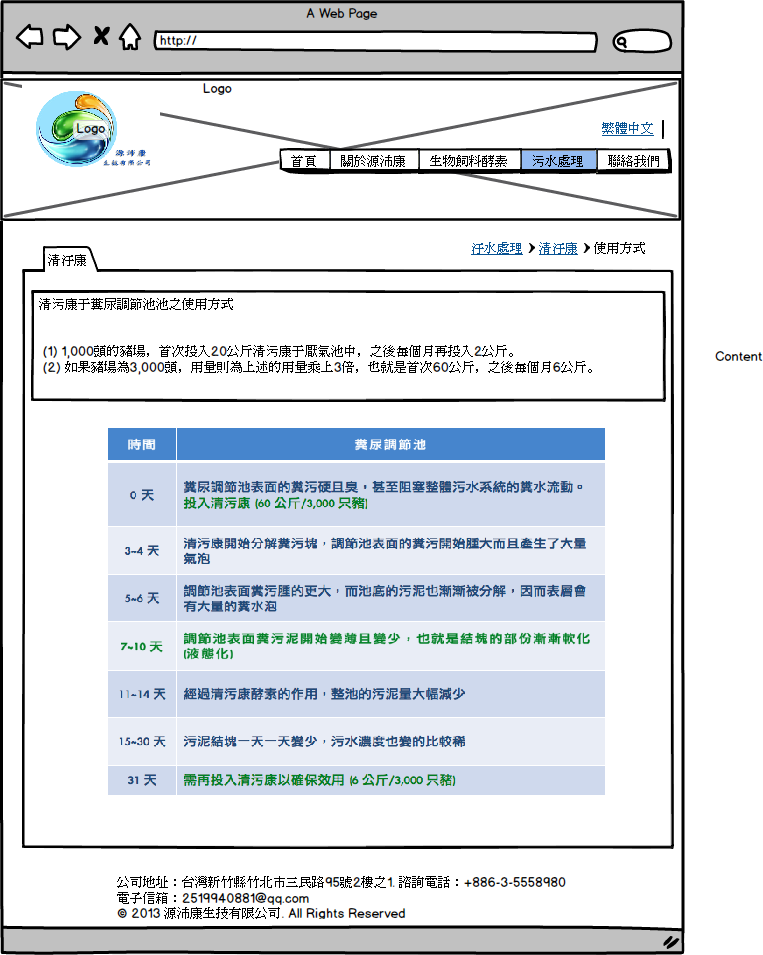 A Web Page
http://
Logo
Logo
源沛康
生技有限公司
繁體中文
首頁 關於源沛康 生物飼料酵素 污水處理 聯絡我們
汙水處理 清汙康 使用方式
清汙康
清污康于糞尿調節池池之使用方式
(1) 1,000頭的豬場，首次投入20公斤清污康于厭氣池中，之後每個月再投入2公斤。
(2) 如果豬場為3,000頭，用量則為上述的用量乘上3倍，也就是首次60公斤，之後每個月6公斤。
Content
時間 糞尿調節池
0 天 糞尿調節池表面的糞污硬且臭，甚至阻塞整體污水系統的糞水流動。
投入清污康 (60 公斤/3,000 只豬)
3~4 天 清污康開始分解糞污塊，調節池表面的糞污開始腫大而且產生了大量
氣泡
5~6 天 調節池表面糞污腫的更大，而池底的污泥也漸漸被分解，因而表層會
有大量的糞水泡
7~10 天 調節池表面糞污泥開始變薄且變少，也就是結塊的部份漸漸軟化
(液態化)
11~14 天 經過清污康酵素的作用，整池的污泥量大幅減少
15~30 天 污泥結塊一天一天變少，污水濃度也變的比較稀
31 天 需再投入清污康以確保效用 (6 公斤/3,000 只豬)
公司地址：台灣新竹縣竹北市三民路95號2樓之1. 諮詢電話：+886-3-5558980
電子信箱：2519940881@qq.com
© 2013 源沛康生技有限公司. All Rights Reserved